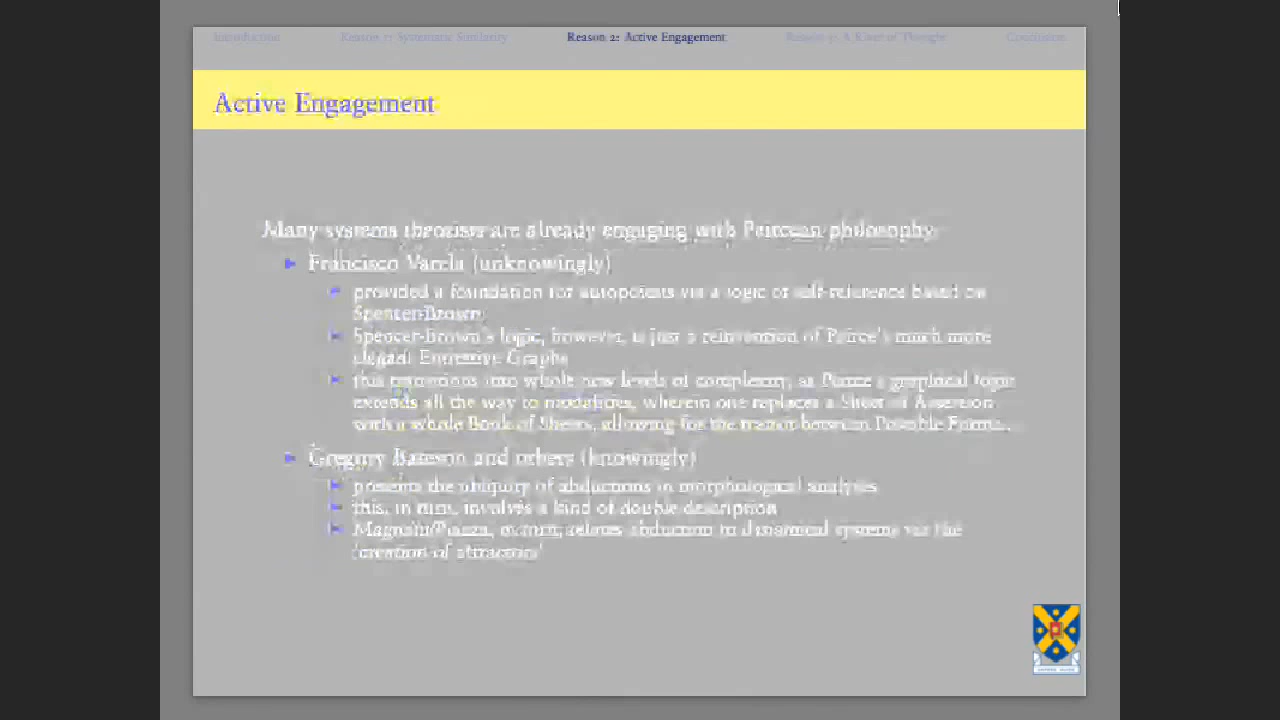 Introduction Reason 1: Systematic Similarity Reason 2: Active Engagement Reason 3: A River of Thought Conclusion
Active Engagement
Many systems theorists are already engaging with Peircean philosophy:
Francisco Varela (unknowingly)
provided a foundation for autopoiesis via a logic of self-reference based on
Spencer-Brown;
Spencer-Brown's logic, however, is just a reinvention of Peirce's much more
elegant Entitative Graphs
this transitions into whole new levels of complexity, as Peirce's graphical logic
extends all the way to modalities, wherein one replaces a Sheet of Assertion
with a whole Book of Sheets, allowing for the transit between Possible Forms...
Gregory Bateson and others (knowingly)
presents the ubiquity of abductions in morphological analyses
this, in turn, involves a kind of double description
in turn, relates abduction to dynamical systems via the
'creation of attractors'